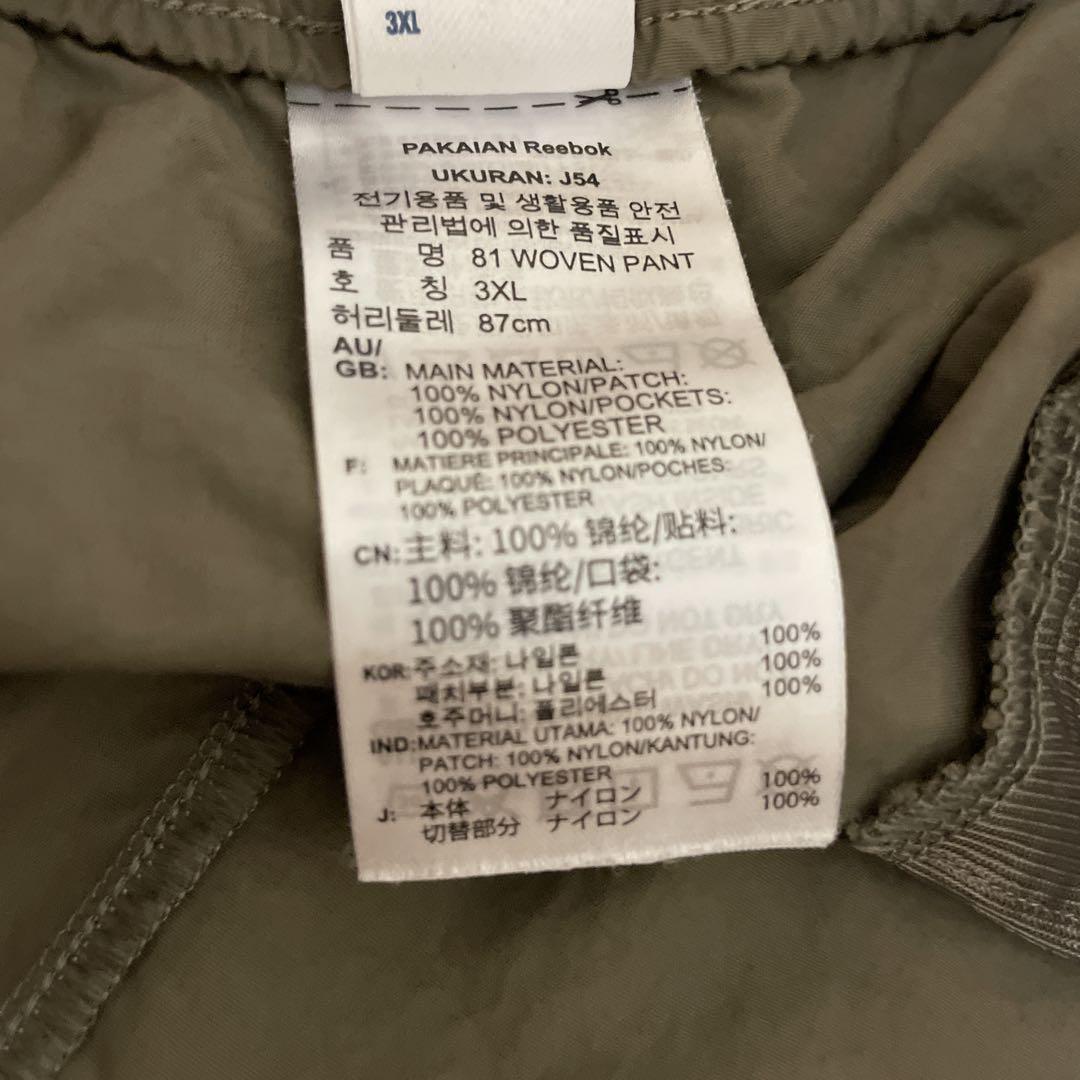 3XL
PAKAIAN Reebok
UKURAN: J54
전기용품 및 생활용품 안전
관리법에 의한 품질표시
품 명 81 WOVEN PANT
호 칭 3XL
허리둘레 87cm
AU/
GB: MAIN MATERIAL:
100% NYLON/PATCH:
100% NYLON/POCKETS:
100% POLYESTER
F: MATIERE PRINCIPALE: 100% NYLON/
PLAQUÉ: 100% NYLON/POCHES:
100% POLYESTER
CN: 主料: 100% 锦纶/贴料:
100% 锦纶/口袋:
100% 聚酯纤维
KOR: 주소재: 나일론 100%
패치부분: 나일론 100%
호주머니: 폴리에스터 100%
IND: MATERIAL UTAMA: 100% NYLON/
PATCH: 100% NYLON/KANTUNG:
100% POLYESTER
J: 本体 ナイロン 100%
切替部分 ナイロン 100%